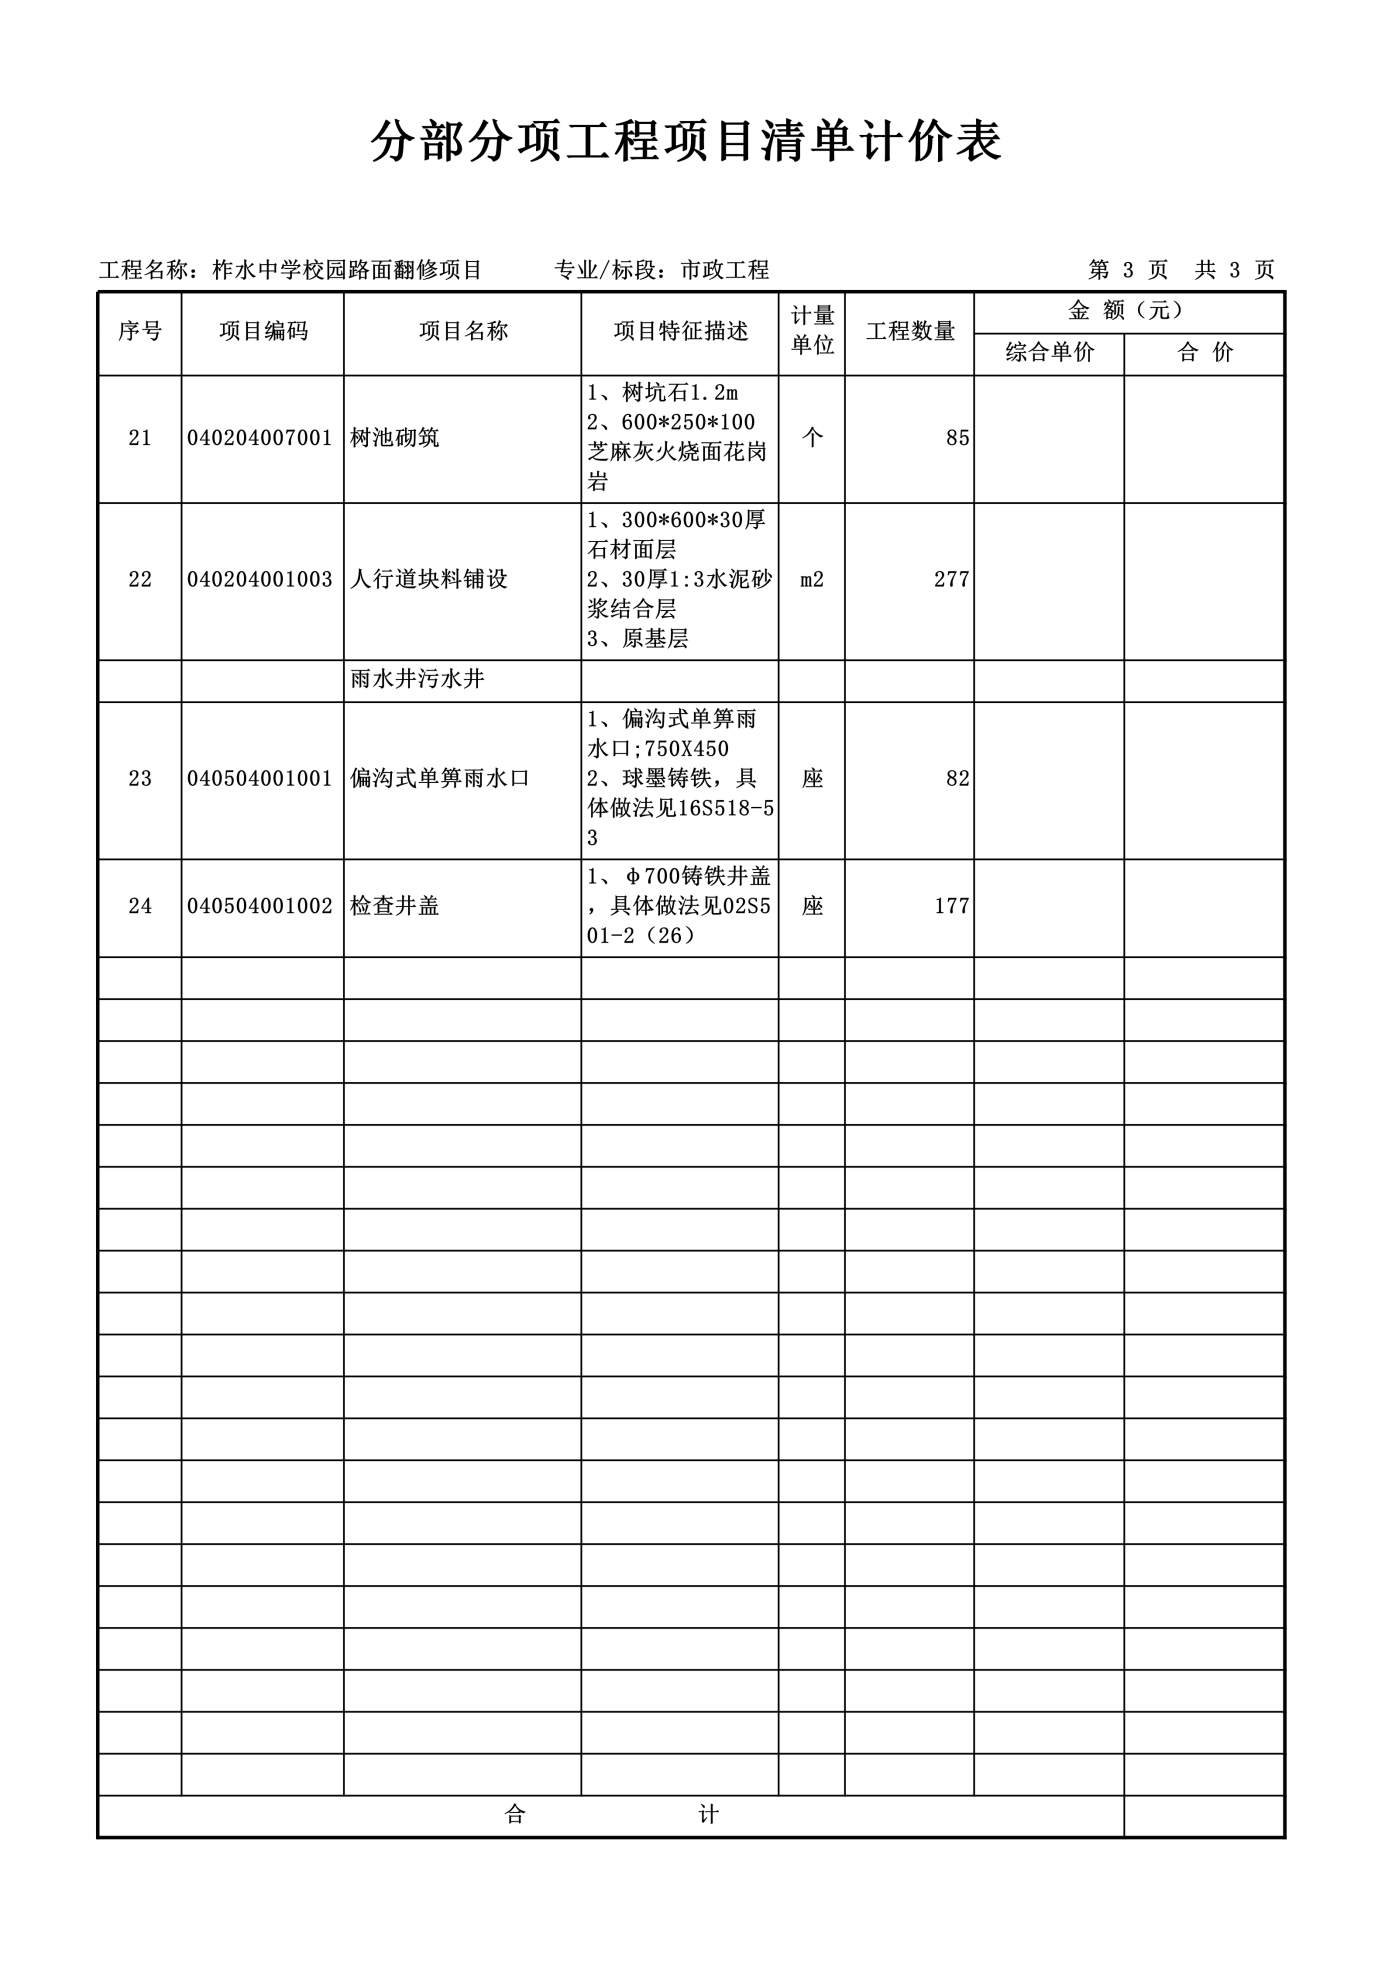 分部分项工程项目清单计价表
工程名称：柞水中学校园路面翻修项目 专业/标段：市政工程 第 3 页 共 3 页
序号 项目编码 项目名称 项目特征描述 计量单位 工程数量 金 额（元）
综合单价 合 价
21 040204007001 树池砌筑 1、树坑石1.2m
2、600*250*100
芝麻灰火烧面花岗
岩 个 85
22 040204001003 人行道块料铺设 1、300*600*30厚
石材面层
2、30厚1:3水泥砂
浆结合层
3、原基层 m2 277
雨水井污水井
23 040504001001 偏沟式单箅雨水口 1、偏沟式单箅雨
水口;750X450
2、球墨铸铁，具
体做法见16S518-5
3 座 82
24 040504001002 检查井盖 1、φ700铸铁井盖
，具体做法见02S5
01-2（26） 座 177
合 计